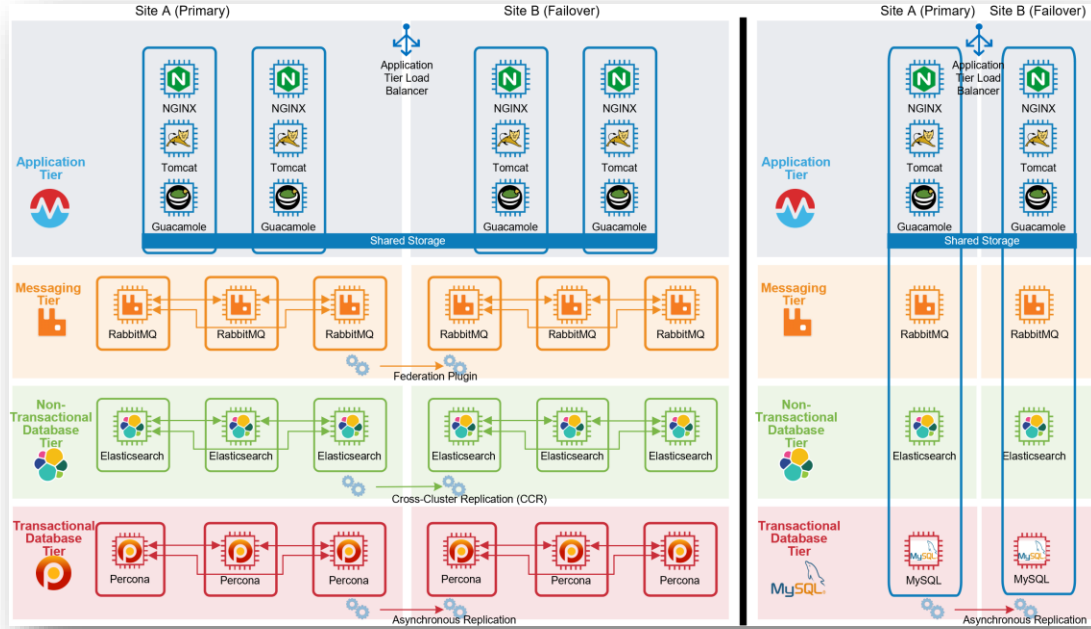 Site A (Primary)
Site B (Failover)
Application
Tier Load
Balancer
NGINX
NGINX
NGINX
NGINX
Tomcat
Tomcat
Tomcat
Tomcat
Application
Tier
Guacamole
Guacamole
Guacamole
Guacamole
Shared Storage
Messaging
Tier
RabbitMQ
RabbitMQ
RabbitMQ
RabbitMQ
RabbitMQ
RabbitMQ
Federation Plugin
Non-
Transactional
Database
Tier
Elasticsearch
Elasticsearch
Elasticsearch
Elasticsearch
Elasticsearch
Elasticsearch
Cross-Cluster Replication (CCR)
Transactional
Database
Tier
Percona
Percona
Percona
Percona
Percona
Percona
Asynchronous Replication
Site A (Primary)
Site B (Failover)
Application
Tier Load
Balancer
NGINX
NGINX
Tomcat
Tomcat
Application
Tier
Guacamole
Guacamole
Shared Storage
Messaging
Tier
RabbitMQ
RabbitMQ
Non-
Transactional
Database
Tier
Elasticsearch
Elasticsearch
Transactional
Database
Tier
MySQL
MySQL
MySQL
MySQL
MySQL
Asynchronous Replication